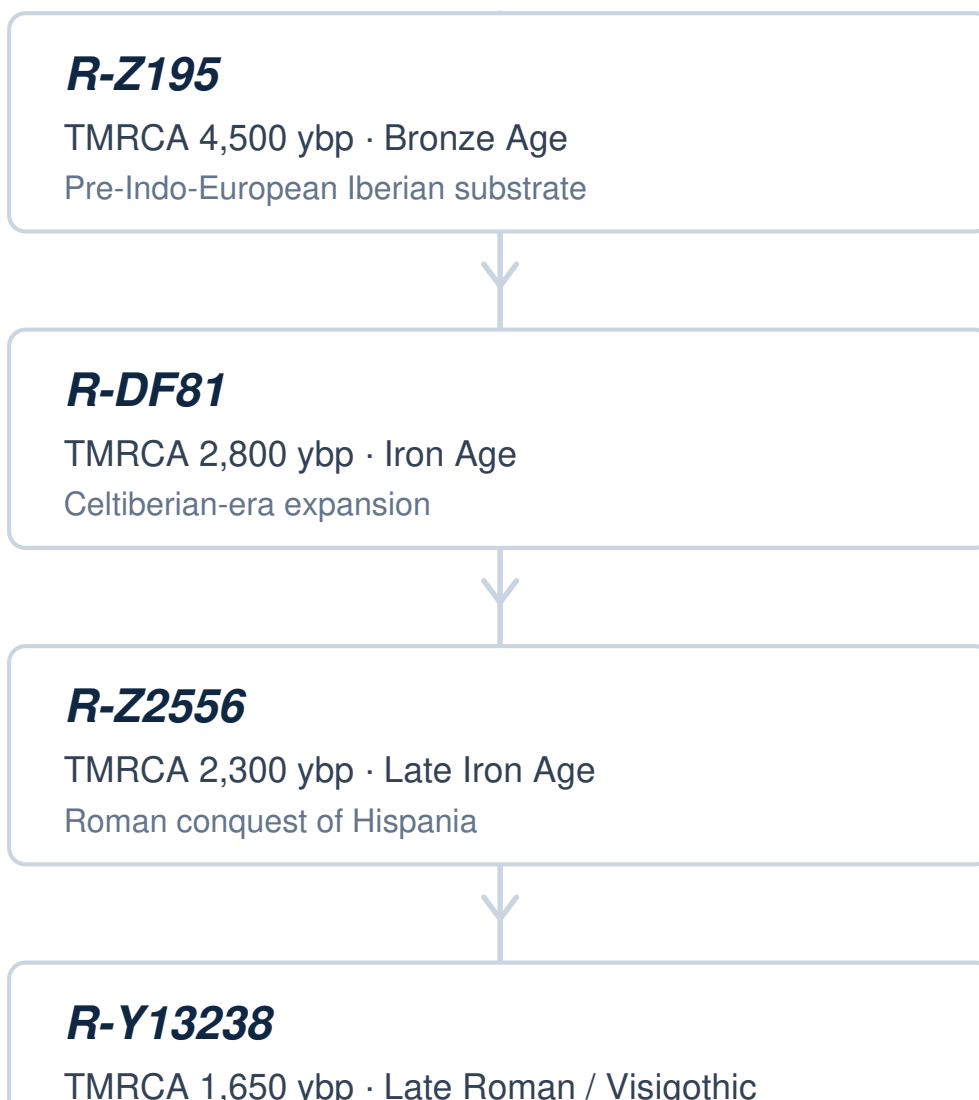 R-Z195
TMRCA 4,500 ybp · Bronze Age
Pre-Indo-European Iberian substrate
R-DF81
TMRCA 2,800 ybp · Iron Age
Celtiberian-era expansion
R-Z2556
TMRCA 2,300 ybp · Late Iron Age
Roman conquest of Hispania
R-Y13238
TMRCA 1,650 ybp · Late Roman / Visigothic